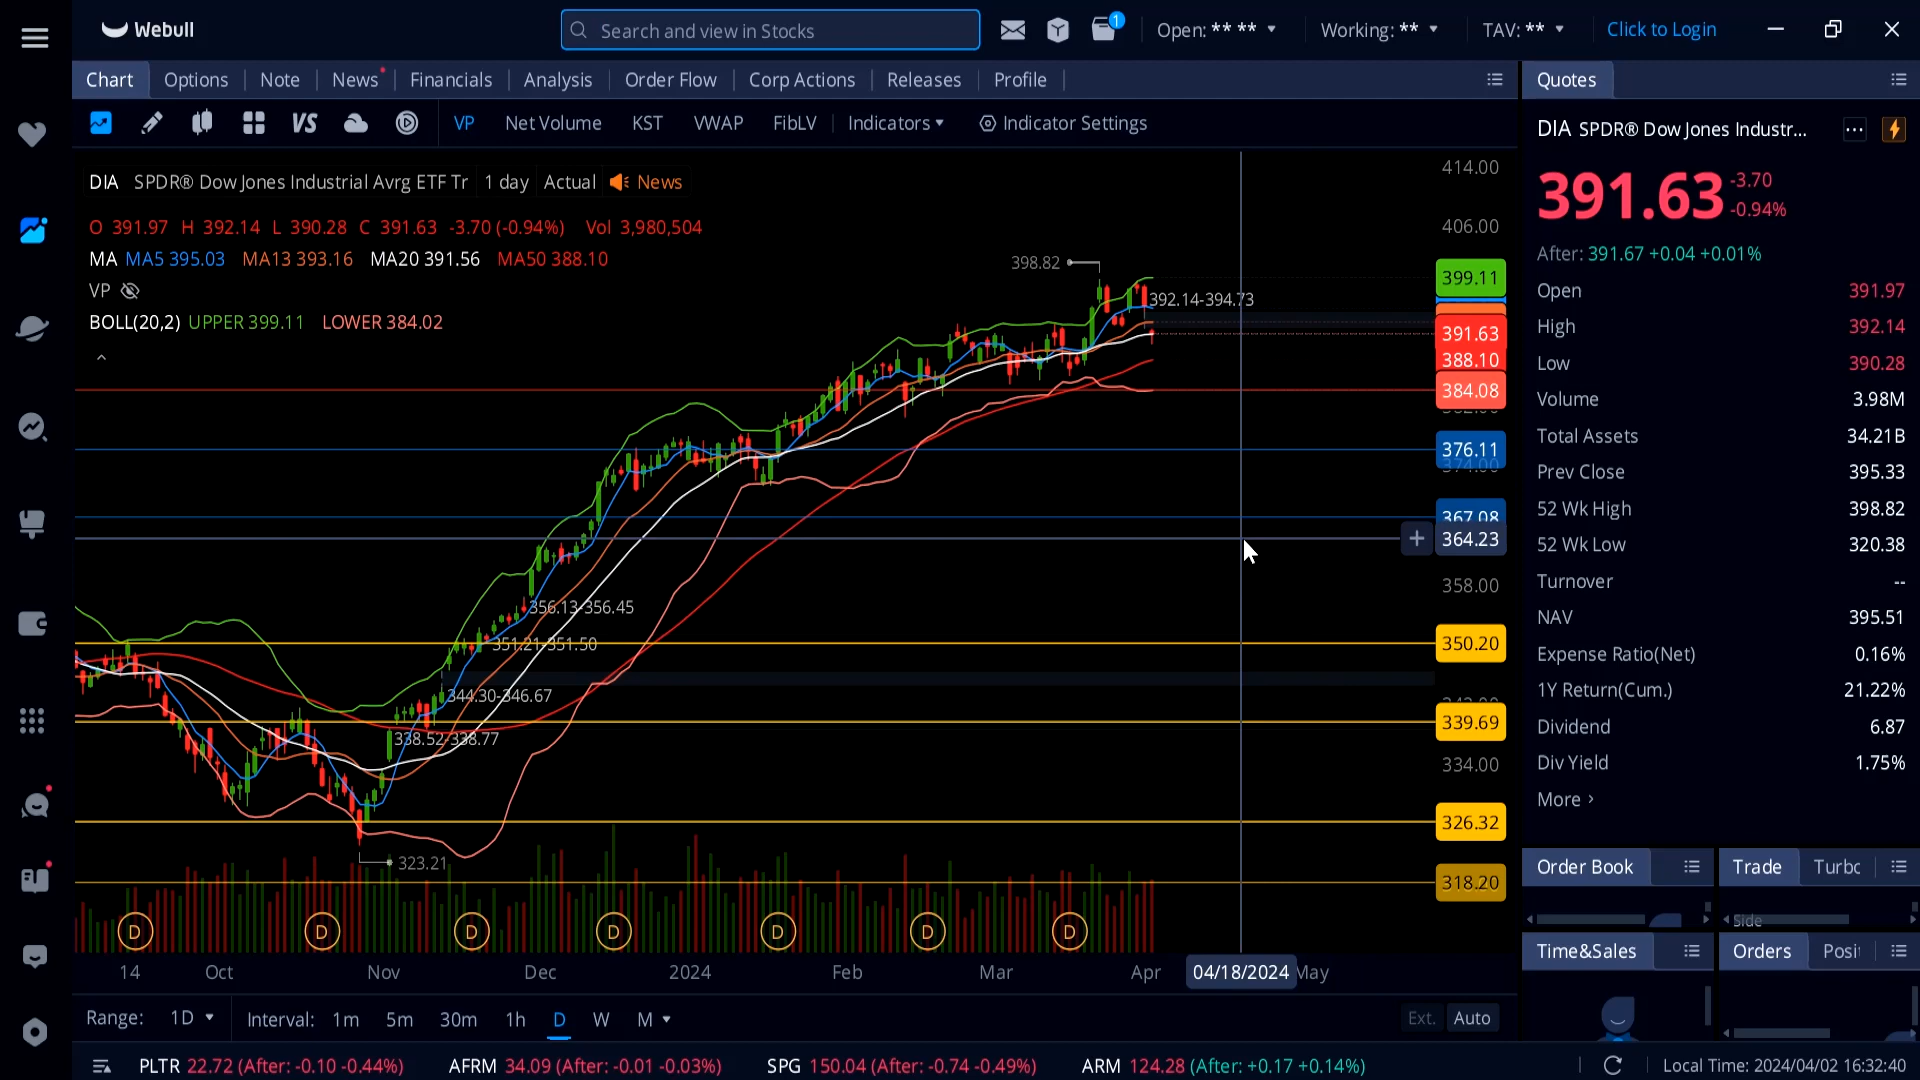 Webull
Search and view in Stocks
1
Open: ** **
Working: **
TAV: **
Click to Login
Chart
Options
Note
News
Financials
Analysis
Order Flow
Corp Actions
Releases
Profile
Quotes
VS
VP
Net Volume
KST
VWAP
FibLV
Indicators
Indicator Settings
DIA SPDR® Dow Jones Industr...
DIA SPDR® Dow Jones Industrial Avrg ETF Tr 1 day Actual News
O 391.97 H 392.14 L 390.28 C 391.63 -3.70 (-0.94%) Vol 3,980,504
MA MA5 395.03 MA13 393.16 MA20 391.56 MA50 388.10
VP
BOLL(20,2) UPPER 399.11 LOWER 384.02
398.82
392.14-394.73
356.13-356.45
351.21-351.50
344.30-346.67
338.52-338.77
323.21
414.00
406.00
399.11
391.63
388.10
384.08
376.11
374.00
367.08
364.23
358.00
350.20
339.69
334.00
326.32
318.20
D D D D D D D
14 Oct Nov Dec 2024 Feb Mar Apr 04/18/2024 May
Range: 1D
Interval: 1m 5m 30m 1h D W M
Ext. Auto
391.63
-3.70
-0.94%
After: 391.67 +0.04 +0.01%
Open 391.97
High 392.14
Low 390.28
Volume 3.98M
Total Assets 34.21B
Prev Close 395.33
52 Wk High 398.82
52 Wk Low 320.38
Turnover --
NAV 395.51
Expense Ratio(Net) 0.16%
1Y Return(Cum.) 21.22%
Dividend 6.87
Div Yield 1.75%
More
Order Book
Trade
Turbo
Side
Time&Sales
Orders
Posit
PLTR 22.72 (After: -0.10 -0.44%)
AFRM 34.09 (After: -0.01 -0.03%)
SPG 150.04 (After: -0.74 -0.49%)
ARM 124.28 (After: +0.17 +0.14%)
Local Time: 2024/04/02 16:32:40